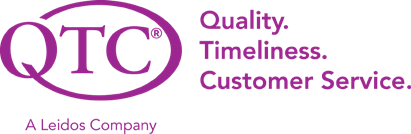 QTC®
A Leidos Company
Quality.
Timeliness.
Customer Service.